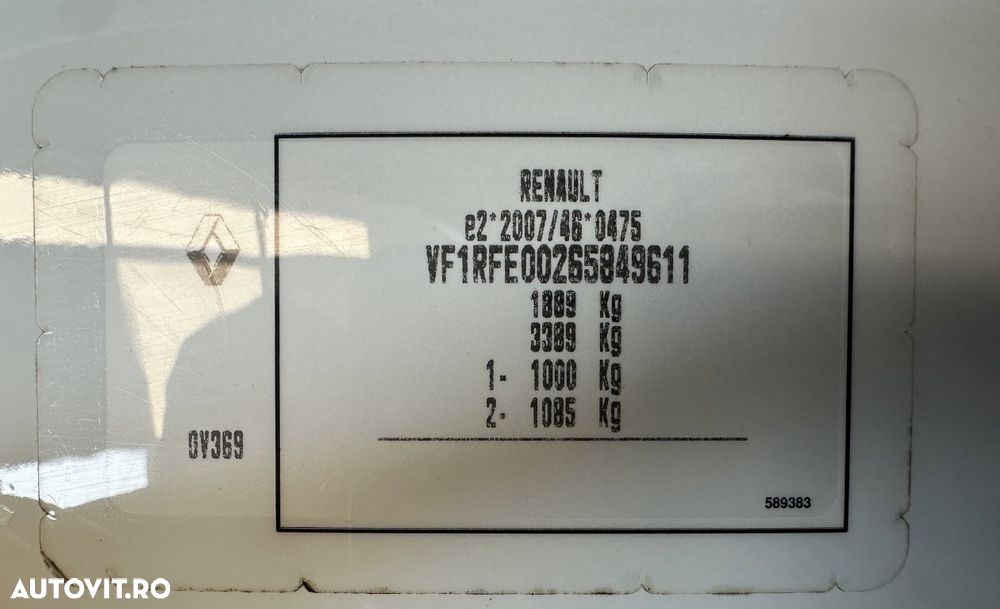 RENAULT
e2*2007/46*0475
VF1RFE00265849611
1889 Kg
3389 Kg
1- 1000 Kg
2- 1085 Kg
0V369
589383
AUTOVIT.RO